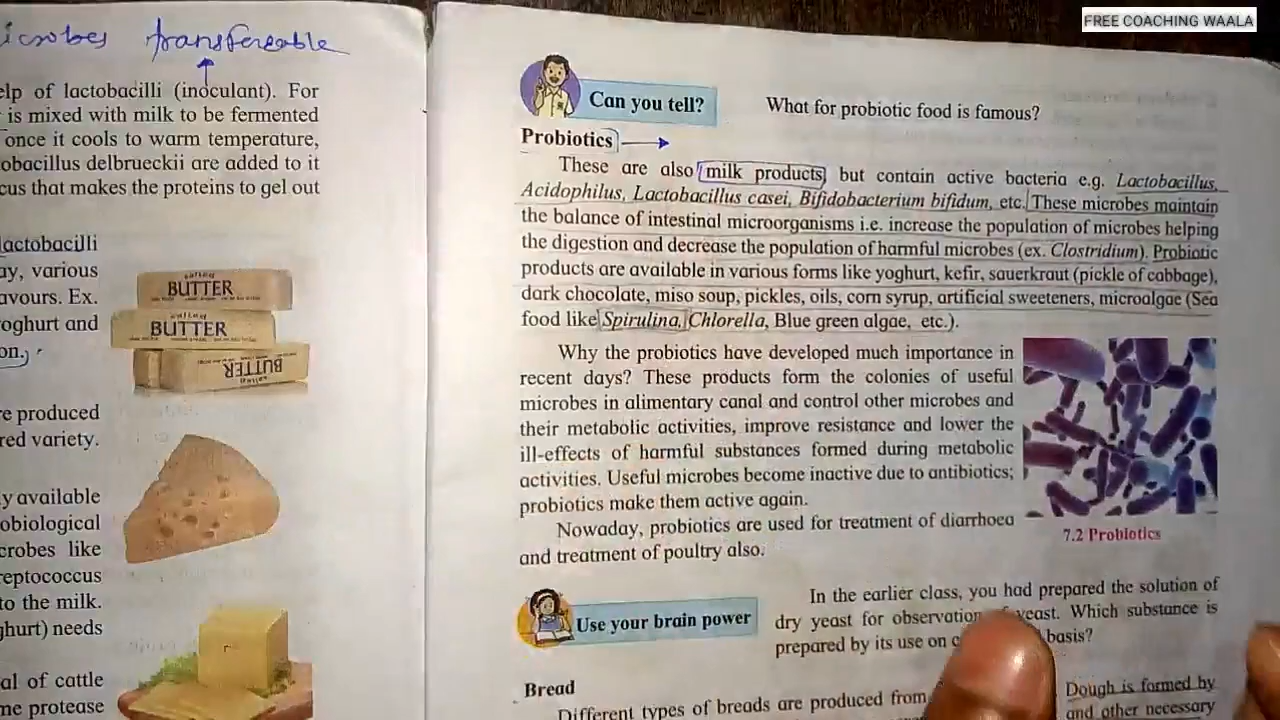 FREE COACHING WAALA
icrobes transferable
elp of lactobacilli (inoculant). For
is mixed with milk to be fermented
once it cools to warm temperature,
obacillus delbrueckii are added to it
cus that makes the proteins to gel out
lactobacilli
ay, various
avours. Ex.
oghurt and
on.)
re produced
red variety.
ly available
obiological
crobes like
reptococcus
to the milk.
ghurt) needs
al of cattle
me protease
BUTTER
BUTTER
BUTTER
Can you tell?
What for probiotic food is famous?
Probiotics
These are also milk products but contain active bacteria e.g. Lactobacillus,
Acidophilus, Lactobacillus casei, Bifidobacterium bifidum, etc. These microbes maintain
the balance of intestinal microorganisms i.e. increase the population of microbes helping
the digestion and decrease the population of harmful microbes (ex. Clostridium). Probiotic
products are available in various forms like yoghurt, kefir, sauerkraut (pickle of cabbage),
dark chocolate, miso soup, pickles, oils, corn syrup, artificial sweeteners, microalgae (Sea
food like Spirulina, Chlorella, Blue green algae, etc.).
Why the probiotics have developed much importance in
recent days? These products form the colonies of useful
microbes in alimentary canal and control other microbes and
their metabolic activities, improve resistance and lower the
ill-effects of harmful substances formed during metabolic
activities. Useful microbes become inactive due to antibiotics;
probiotics make them active again.
Nowaday, probiotics are used for treatment of diarrhoea
and treatment of poultry also.
7.2 Probiotics
Use your brain power
In the earlier class, you had prepared the solution of
dry yeast for observation yeast. Which substance is
prepared by its use on basis?
Bread
Different types of breads are produced from
Dough is formed by
and other necessary